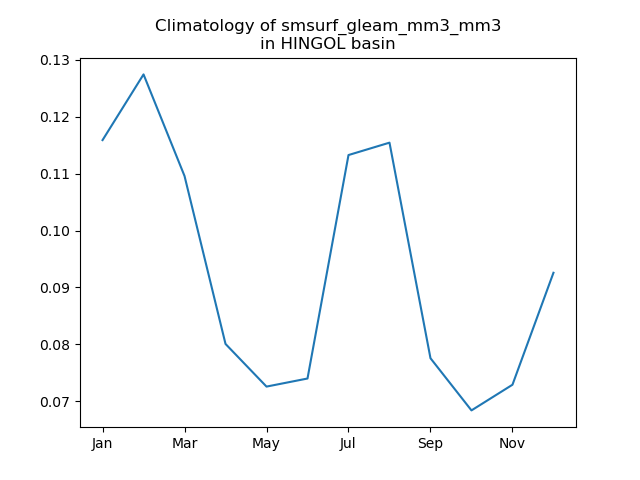 Climatology of smsurf_gleam_mm3_mm3
in HINGOL basin
0.13
0.12
0.11
0.10
0.09
0.08
0.07
Jan Mar May Jul Sep Nov